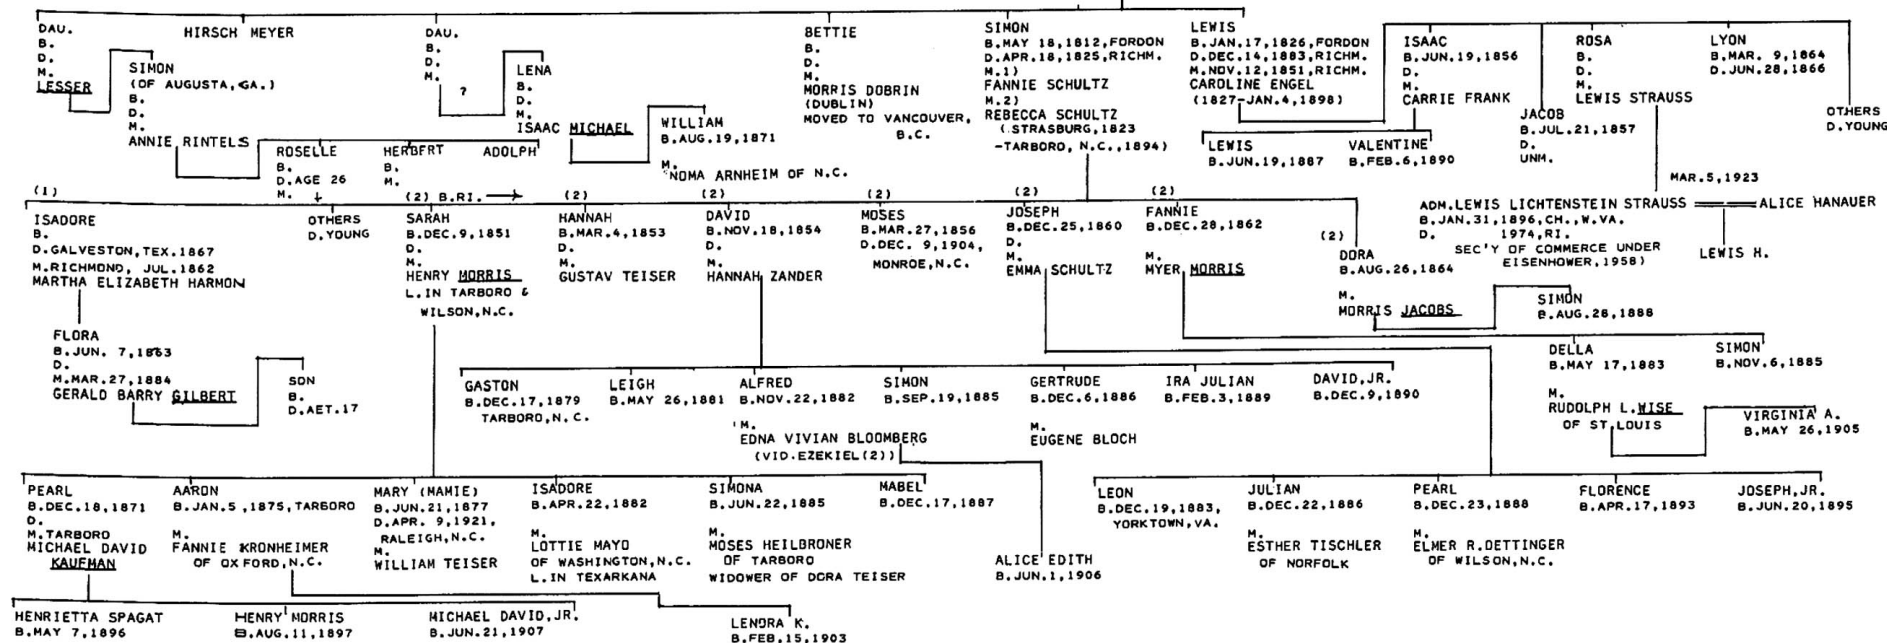 DAU.
B.
D.
M.
LESSER
SIMON
(OF AUGUSTA, GA.)
B.
D.
M.
ANNIE RINTELS
HIRSCH MEYER
DAU.
B.
D.
M.
?
LENA
B.
D.
M.
ISAAC MICHAEL
WILLIAM
B.AUG.19,1871
M.
NOMA ARNHEIM OF N.C.
BETTIE
B.
D.
M.
MORRIS DOBRIN
(DUBLIN)
MOVED TO VANCOUVER,
B.C.
SIMON
B.MAY 18,1812,FORDON
D.APR.18,1825,RICHM.
M.1)
FANNIE SCHULTZ
M.2)
REBECCA SCHULTZ
(STRASBURG,1823
-TARBORO, N.C.,1894)
LEWIS
B.JAN.17,1826,FORDON
D.DEC.14,1883,RICHM.
M.NOV.12,1851,RICHM.
CAROLINE ENGEL
(1827-JAN.4,1898)
ISAAC
B.JUN.19,1856
D.
M.
CARRIE FRANK
LEWIS
B.JUN.19,1887
VALENTINE
B.FEB.6,1890
JACOB
B.JUL.21,1857
D.
UNM.
ROSA
B.
D.
M.
LEWIS STRAUSS
LYON
B.MAR. 9,1864
D.JUN.28,1866
OTHERS
D.YOUNG
ROSELLE
B.
D.AGE 26
M.
HERBERT
B.
M.
ADOLPH
MAR.5,1923
ADM.LEWIS LICHTENSTEIN STRAUSS
B.JAN.31,1896,CH.,W.VA.
D. 1974,RI.
SEC'Y OF COMMERCE UNDER
EISENHOWER,1958)
ALICE HANAUER
LEWIS H.
(1)
ISADORE
B.
D.GALVESTON,TEX.1867
M.RICHMOND, JUL.1862
MARTHA ELIZABETH HARMON
OTHERS
D.YOUNG
(2) B.RI.
SARAH
B.DEC.9,1851
D.
M.
HENRY MORRIS
L.IN TARBORO &
WILSON,N.C.
(2)
HANNAH
B.MAR.4,1853
D.
M.
GUSTAV TEISER
(2)
DAVID
B.NOV.18,1854
D.
M.
HANNAH ZANDER
(2)
MOSES
B.MAR.27,1856
D.DEC. 9,1904,
MONROE,N.C.
(2)
JOSEPH
B.DEC.25,1860
D.
M.
EMMA SCHULTZ
(2)
FANNIE
B.DEC.28,1862
M.
MYER MORRIS
(2)
DORA
B.AUG.26,1864
M.
MORRIS JACOBS
SIMON
B.AUG.28,1888
FLORA
B.JUN. 7,1863
D.
M.MAR.27,1884
GERALD BARRY GILBERT
SON
B.
D.AET.17
GASTON
B.DEC.17,1879
TARBORO,N.C.
LEIGH
B.MAY 26,1881
ALFRED
B.NOV.22,1882
M.
EDNA VIVIAN BLOOMBERG
(VID.EZEKIEL(2))
SIMON
B.SEP.19,1885
GERTRUDE
B.DEC.6,1886
M.
EUGENE BLOCH
IRA JULIAN
B.FEB.3,1889
DAVID,JR.
B.DEC.9,1890
DELLA
B.MAY 17,1883
M.
RUDOLPH L.WISE
OF ST.LOUIS
SIMON
B.NOV.6,1885
VIRGINIA A.
B.MAY 26,1905
PEARL
B.DEC.18,1871
D.
M.TARBORO
MICHAEL DAVID
KAUFMAN
AARON
B.JAN.5,1875,TARBORO
M.
FANNIE KRONHEIMER
OF OXFORD,N.C.
MARY (MAMIE)
B.JUN.21,1877
D.APR. 9,1921,
RALEIGH,N.C.
M.
WILLIAM TEISER
ISADORE
B.APR.22,1882
M.
LOTTIE MAYO
OF WASHINGTON,N.C.
L.IN TEXARKANA
SIMONA
B.JUN.22,1885
M.
MOSES HEILBRONER
OF TARBORO
WIDOWER OF DORA TEISER
MABEL
B.DEC.17,1887
ALICE EDITH
B.JUN.1,1906
LEON
B.DEC.19,1883,
YORKTOWN,VA.
JULIAN
B.DEC.22,1886
M.
ESTHER TISCHLER
OF NORFOLK
PEARL
B.DEC.23,1888
M.
ELMER R.OETTINGER
OF WILSON,N.C.
FLORENCE
B.APR.17,1893
JOSEPH,JR.
B.JUN.20,1895
HENRIETTA SPAGAT
B.MAY 7,1896
HENRY MORRIS
B.AUG.11,1897
MICHAEL DAVID,JR.
B.JUN.21,1907
LENORA K.
B.FEB.15,1903